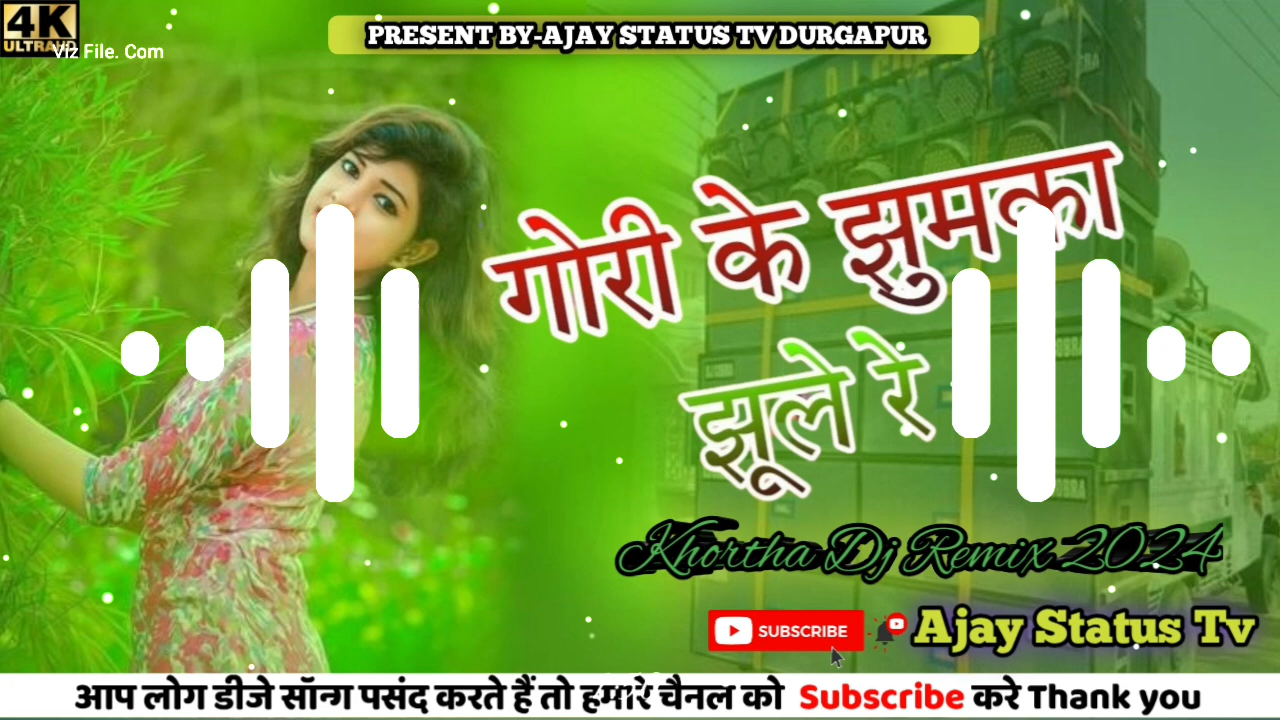 4K
ULTRAHD
Viz File. Com
PRESENT BY-AJAY STATUS TV DURGAPUR
गोरी के झुमका
झूले रे
Khortha Dj Remix 2024
SUBSCRIBE
Ajay Status Tv
आप लोग डीजे सॉन्ग पसंद करते हैं तो हमारे चैनल को Subscribe करे Thank you